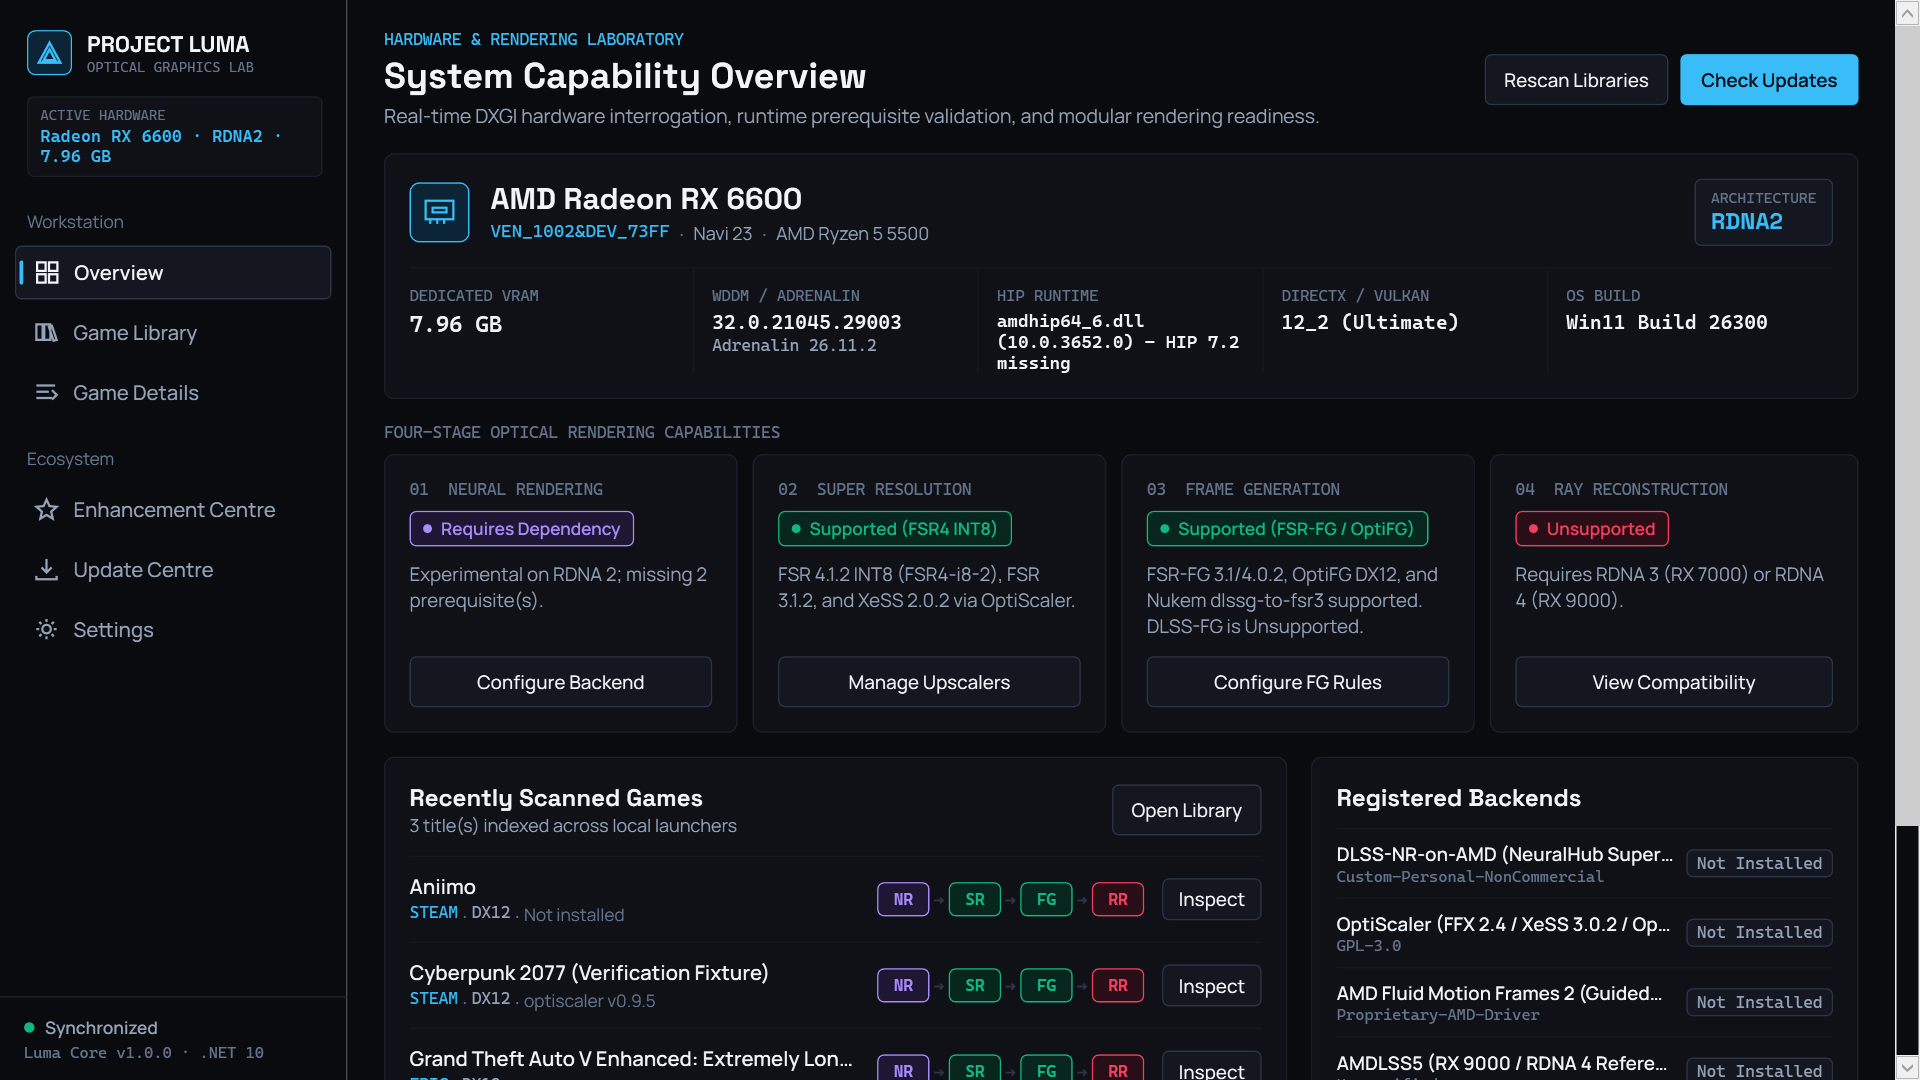 PROJECT LUMA
OPTICAL GRAPHICS LAB
ACTIVE HARDWARE
Radeon RX 6600 · RDNA2 ·
7.96 GB
Workstation
Overview
Game Library
Game Details
Ecosystem
Enhancement Centre
Update Centre
Settings
Synchronized
Luma Core v1.0.0 · .NET 10
HARDWARE & RENDERING LABORATORY
System Capability Overview
Real-time DXGI hardware interrogation, runtime prerequisite validation, and modular rendering readiness.
Rescan Libraries
Check Updates
AMD Radeon RX 6600
VEN_1002&DEV_73FF · Navi 23 · AMD Ryzen 5 5500
ARCHITECTURE
RDNA2
DEDICATED VRAM
7.96 GB
WDDM / ADRENALIN
32.0.21045.29003
Adrenalin 26.11.2
HIP RUNTIME
amdhip64_6.dll
(10.0.3652.0) – HIP 7.2
missing
DIRECTX / VULKAN
12_2 (Ultimate)
OS BUILD
Win11 Build 26300
FOUR-STAGE OPTICAL RENDERING CAPABILITIES
01 NEURAL RENDERING
Requires Dependency
Experimental on RDNA 2; missing 2
prerequisite(s).
Configure Backend
02 SUPER RESOLUTION
Supported (FSR4 INT8)
FSR 4.1.2 INT8 (FSR4-i8-2), FSR
3.1.2, and XeSS 2.0.2 via OptiScaler.
Manage Upscalers
03 FRAME GENERATION
Supported (FSR-FG / OptiFG)
FSR-FG 3.1/4.0.2, OptiFG DX12, and
Nukem dlssg-to-fsr3 supported.
DLSS-FG is Unsupported.
Configure FG Rules
04 RAY RECONSTRUCTION
Unsupported
Requires RDNA 3 (RX 7000) or RDNA
4 (RX 9000).
View Compatibility
Recently Scanned Games
3 title(s) indexed across local launchers
Open Library
Aniimo
STEAM . DX12 . Not installed
NR SR FG RR Inspect
Cyberpunk 2077 (Verification Fixture)
STEAM . DX12 . optiscaler v0.9.5
NR SR FG RR Inspect
Grand Theft Auto V Enhanced: Extremely Lon...
NR SR FG RR Inspect
Registered Backends
DLSS-NR-on-AMD (NeuralHub Super...
Custom-Personal-NonCommercial
Not Installed
OptiScaler (FFX 2.4 / XeSS 3.0.2 / Op...
GPL-3.0
Not Installed
AMD Fluid Motion Frames 2 (Guided...
Proprietary-AMD-Driver
Not Installed
AMDLSS5 (RX 9000 / RDNA 4 Refere...
Not Installed